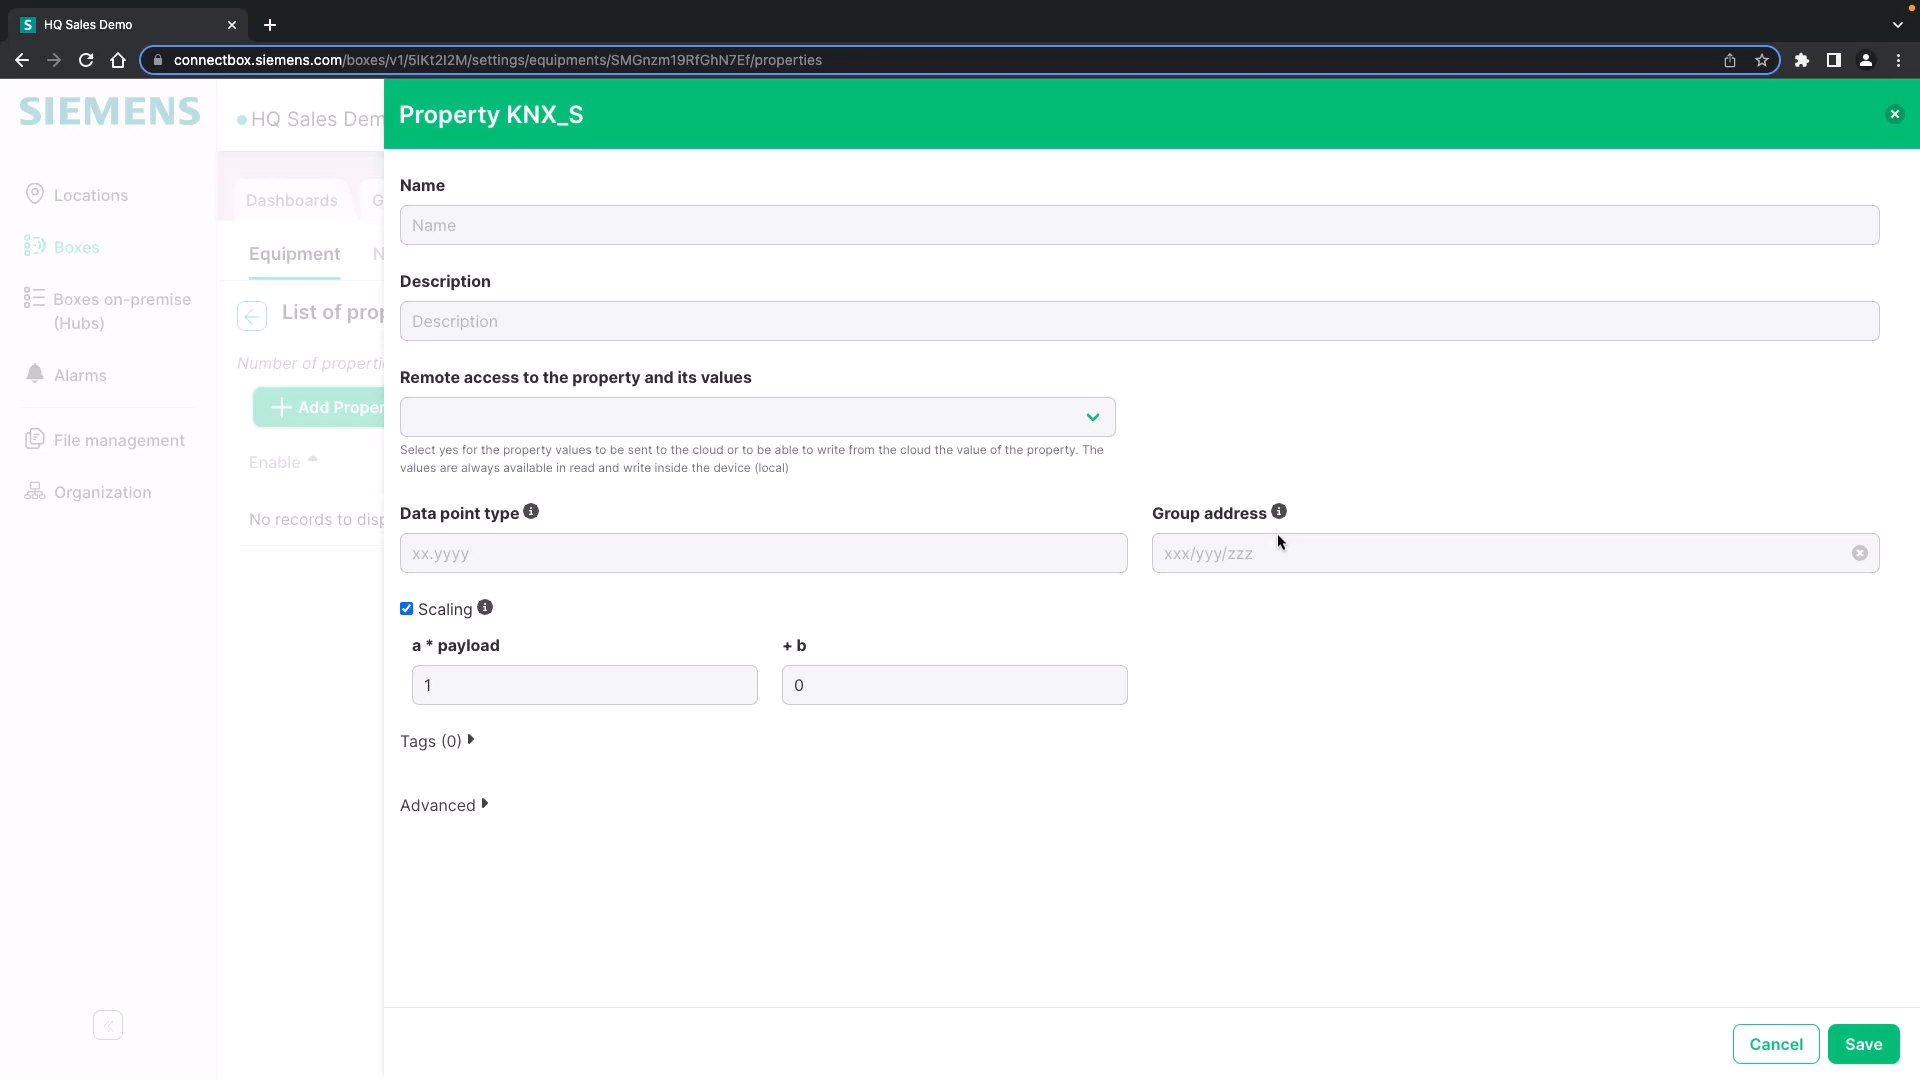 S HQ Sales Demo
connectbox.siemens.com/boxes/v1/5IKt2I2M/settings/equipments/SMGnzm19RfGhN7Ef/properties
SIEMENS
Locations
Boxes
Boxes on-premise
(Hubs)
Alarms
File management
Organization
HQ Sales Dem
Dashboards G
Equipment N
List of prop
Number of properti
Add Proper
Enable
No records to disp
Property KNX_S
Name
Name
Description
Description
Remote access to the property and its values
Select yes for the property values to be sent to the cloud or to be able to write from the cloud the value of the property. The
values are always available in read and write inside the device (local)
Data point type Group address
xx.yyyy xxx/yyy/zzz
Scaling
a * payload + b
1 0
Tags (0)
Advanced
Cancel Save